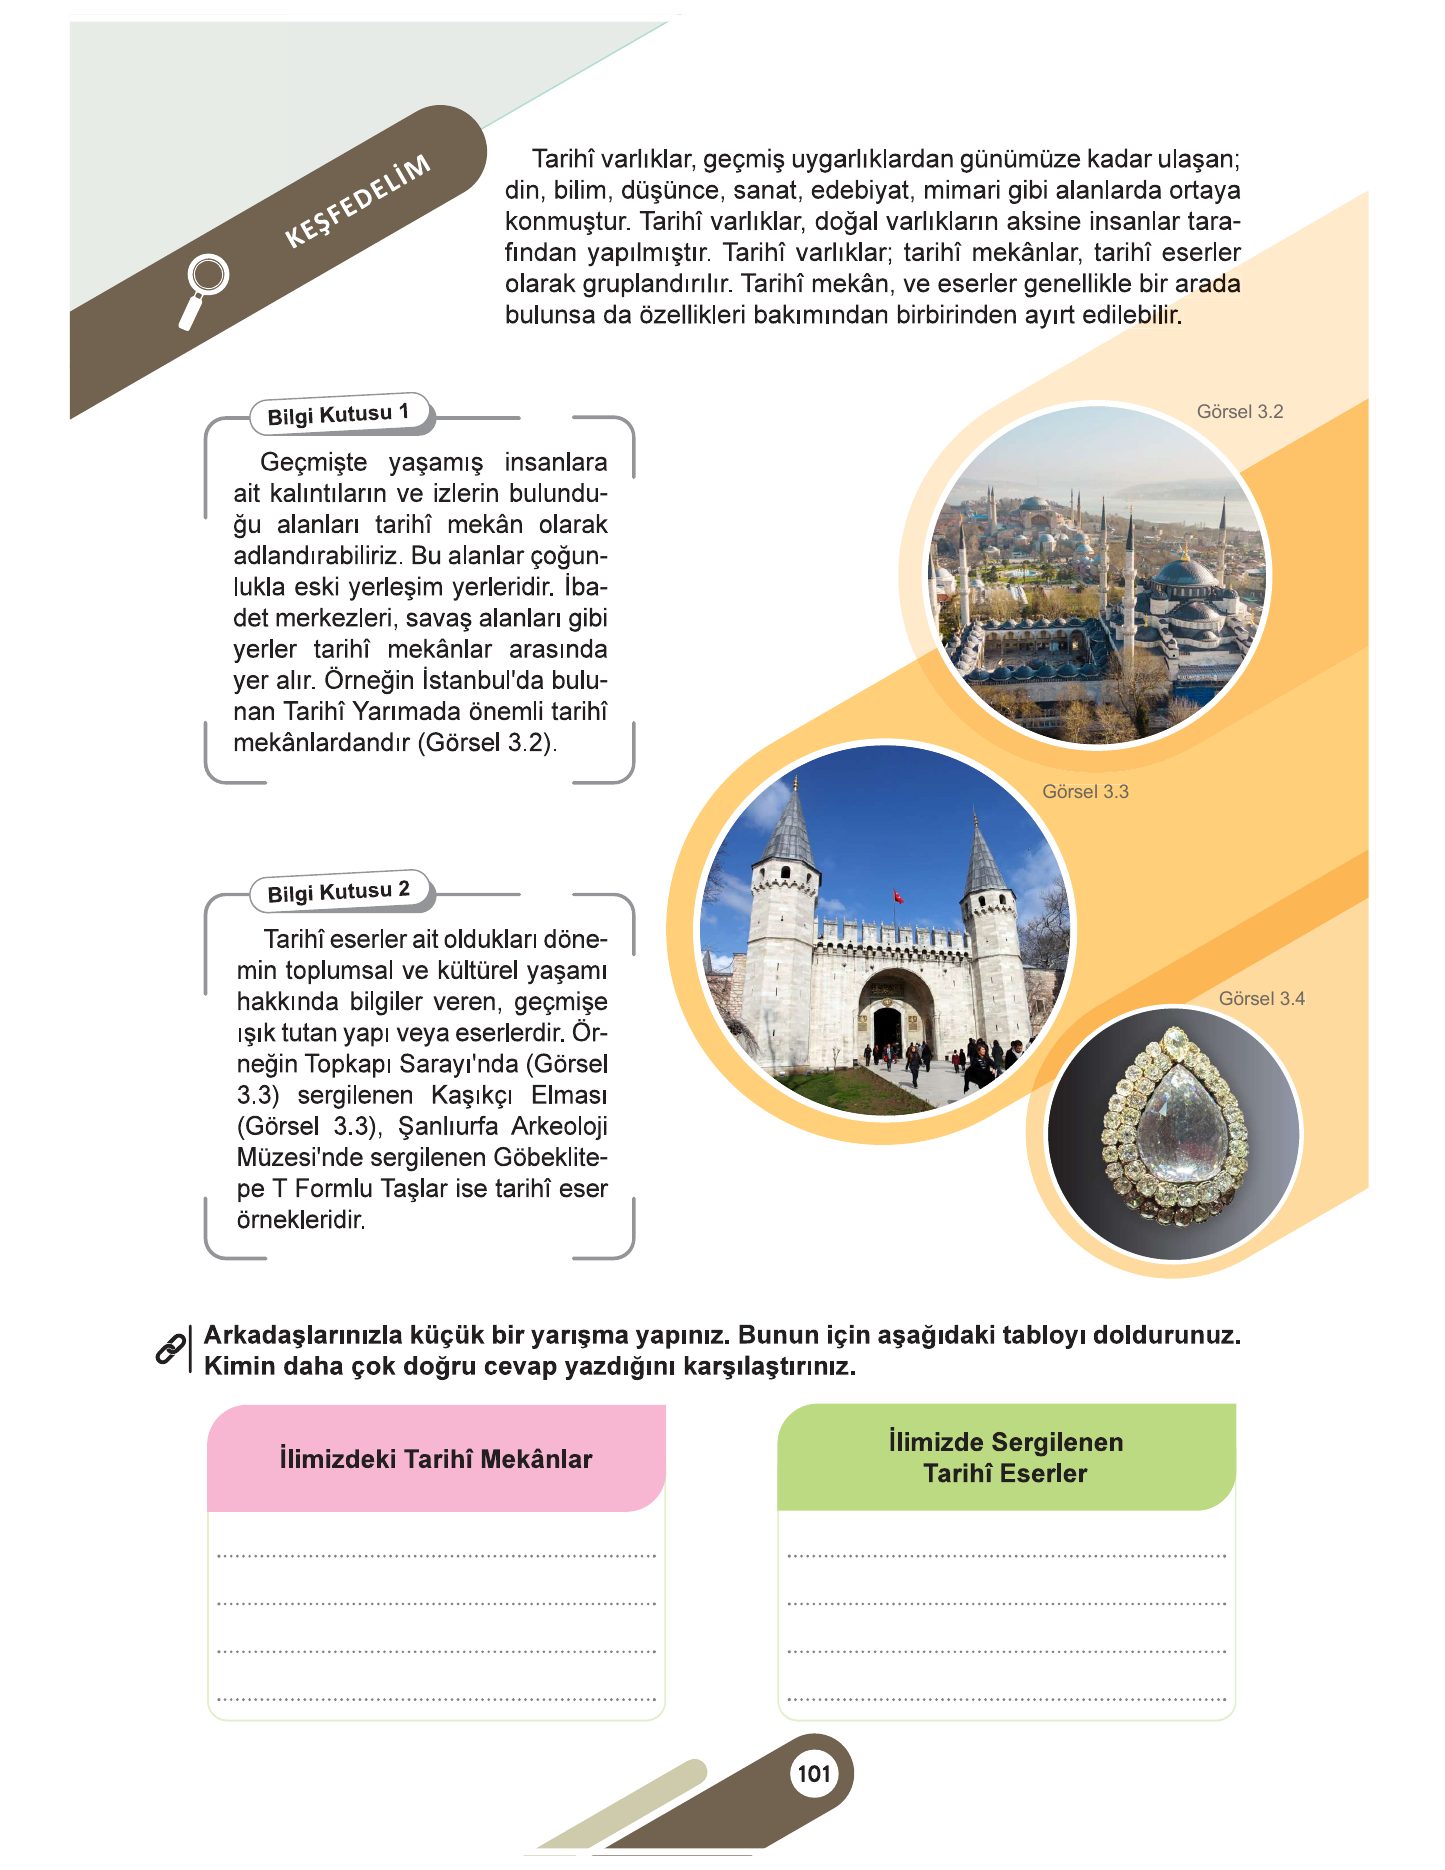 KEŞFEDELİM
Tarihî varlıklar, geçmiş uygarlıklardan günümüze kadar ulaşan;
din, bilim, düşünce, sanat, edebiyat, mimari gibi alanlarda ortaya
konmuştur. Tarihî varlıklar, doğal varlıkların aksine insanlar tara-
fından yapılmıştır. Tarihî varlıklar; tarihî mekânlar, tarihî eserler
olarak gruplandırılır. Tarihî mekân, ve eserler genellikle bir arada
bulunsa da özellikleri bakımından birbirinden ayırt edilebilir.
Bilgi Kutusu 1
Geçmişte yaşamış insanlara
ait kalıntıların ve izlerin bulundu-
ğu alanları tarihî mekân olarak
adlandırabiliriz. Bu alanlar çoğun-
lukla eski yerleşim yerleridir. İba-
det merkezleri, savaş alanları gibi
yerler tarihî mekânlar arasında
yer alır. Örneğin İstanbul'da bulu-
nan Tarihî Yarımada önemli tarihî
mekânlardandır (Görsel 3.2).
Görsel 3.2
Görsel 3.3
Bilgi Kutusu 2
Tarihî eserler ait oldukları döne-
min toplumsal ve kültürel yaşamı
hakkında bilgiler veren, geçmişe
ışık tutan yapı veya eserlerdir. Ör-
neğin Topkapı Sarayı'nda (Görsel
3.3) sergilenen Kaşıkçı Elması
(Görsel 3.3), Şanlıurfa Arkeoloji
Müzesi'nde sergilenen Göbeklite-
pe T Formlu Taşlar ise tarihî eser
örnekleridir.
Görsel 3.4
Arkadaşlarınızla küçük bir yarışma yapınız. Bunun için aşağıdaki tabloyı doldurunuz.
Kimin daha çok doğru cevap yazdığını karşılaştırınız.
İlimizdeki Tarihî Mekânlar
İlimizde Sergilenen
Tarihî Eserler
101